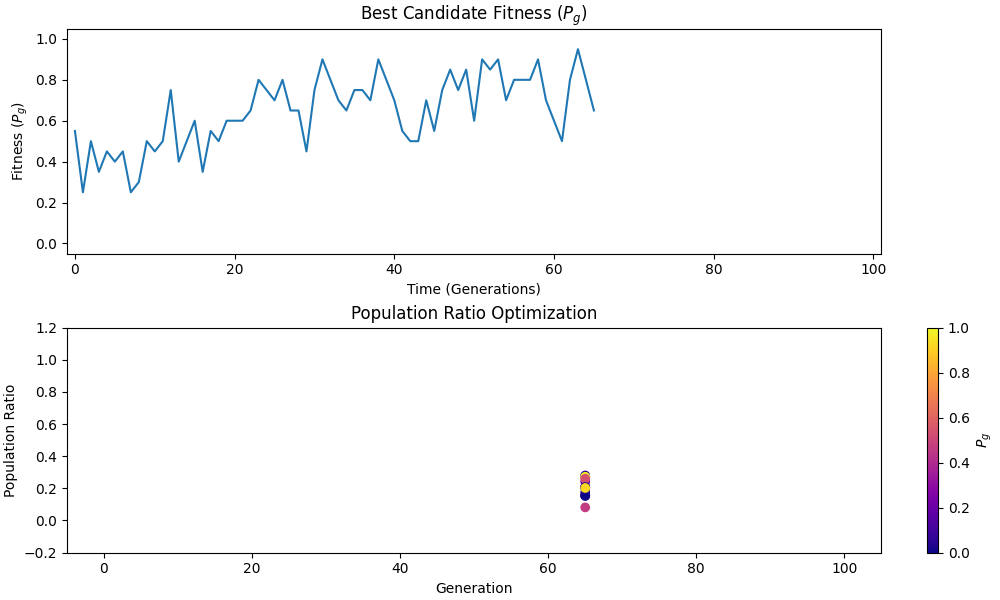 Best Candidate Fitness (P_g)
1.0
0.8
0.6
0.4
0.2
0.0
Fitness (P_g)
0 20 40 60 80 100
Time (Generations)
Population Ratio Optimization
1.2
1.0
0.8
0.6
0.4
0.2
0.0
−0.2
Population Ratio
0 20 40 60 80 100
Generation
1.0
0.8
0.6
0.4
0.2
0.0
P_g